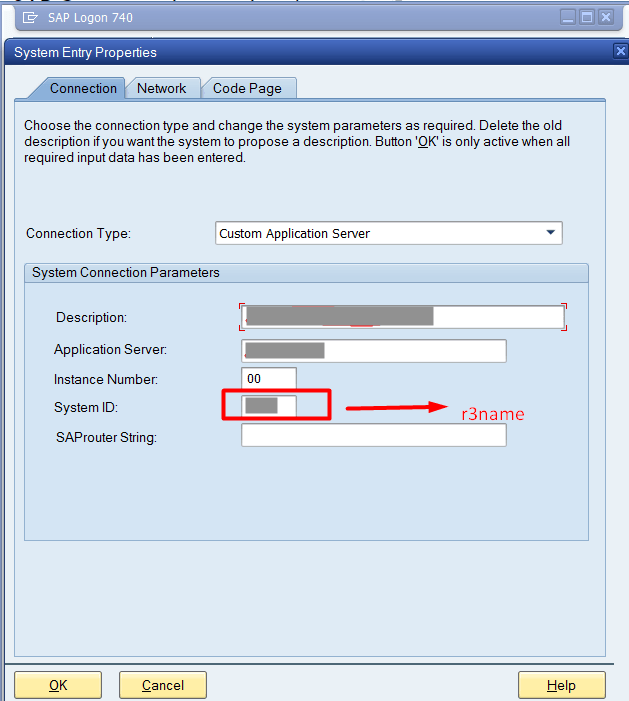 SAP Logon 740
System Entry Properties
Connection
Network
Code Page
Choose the connection type and change the system parameters as required. Delete the old
description if you want the system to propose a description. Button 'OK' is only active when all
required input data has been entered.
Connection Type:
Custom Application Server
System Connection Parameters
Description:
Application Server:
Instance Number:
00
System ID:
r3name
SAProuter String:
OK
Cancel
Help